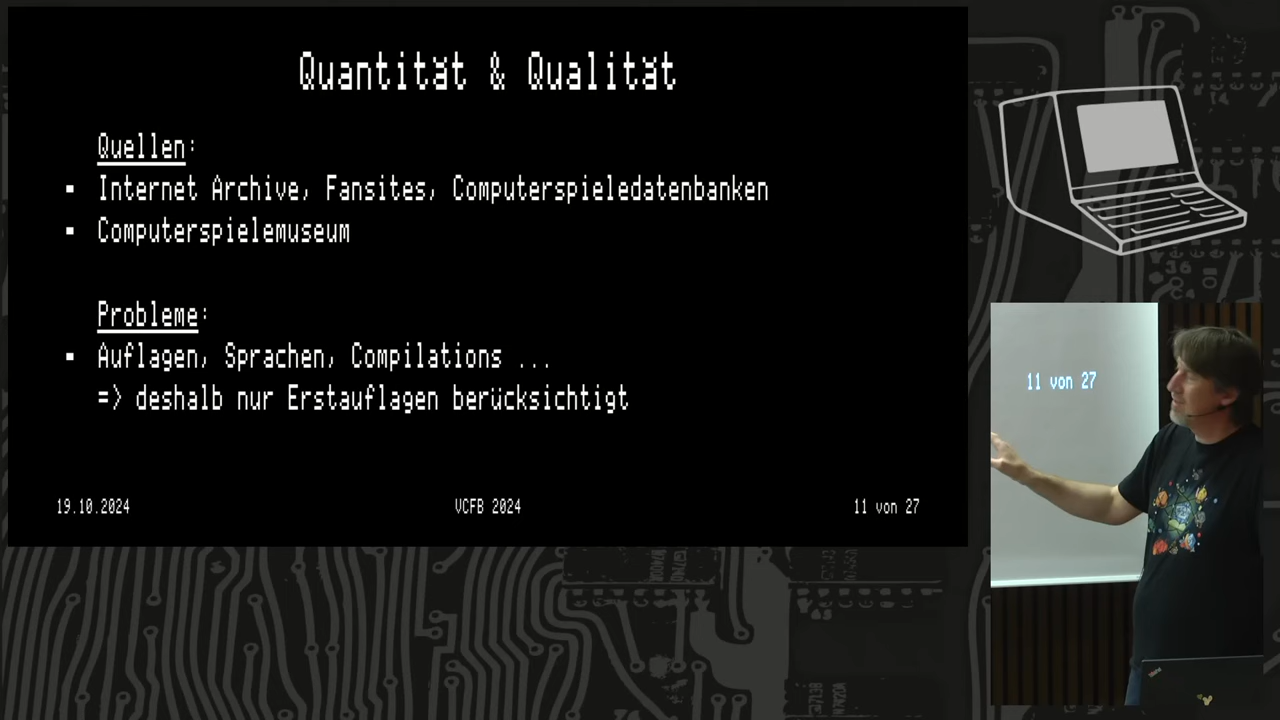 Quantität & Qualität
Quellen:
▪ Internet Archive, Fansites, Computerspieledatenbanken
▪ Computerspielemuseum
Probleme:
▪ Auflagen, Sprachen, Compilations ...
=> deshalb nur Erstauflagen berücksichtigt
19.10.2024
VCFB 2024
11 von 27
11 von 27